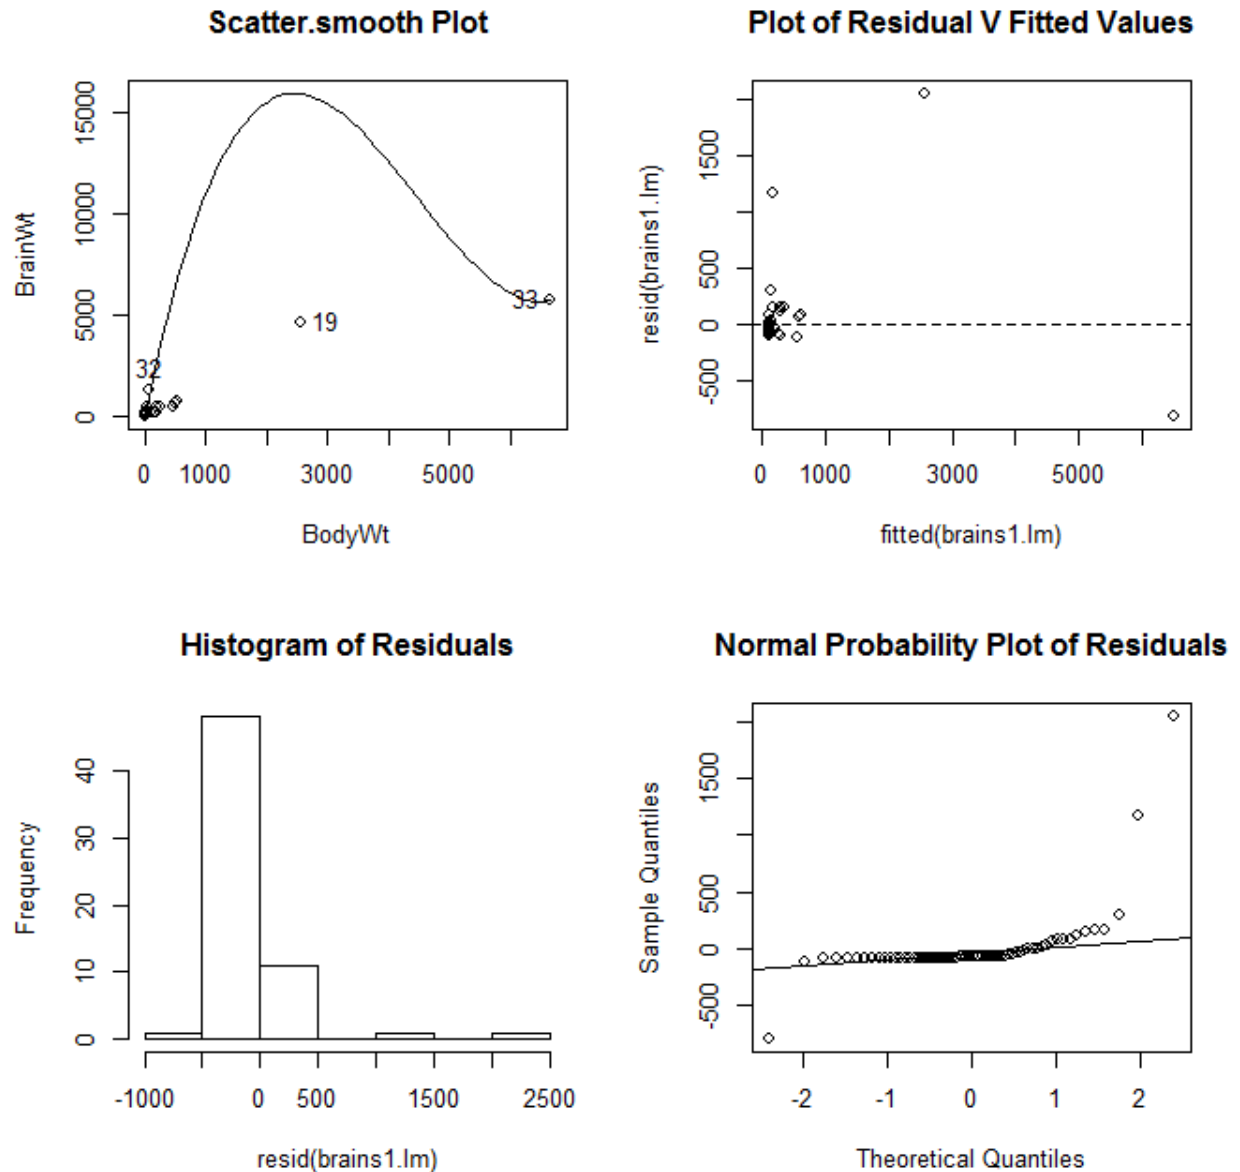 Scatter.smooth Plot
BrainWt
0 5000 10000 15000
32
19
33
0 1000 3000 5000
BodyWt
Plot of Residual V Fitted Values
resid(brains1.lm)
-500 0 500 1500
0 1000 3000 5000
fitted(brains1.lm)
Histogram of Residuals
Frequency
0 10 20 30 40
-1000 0 500 1500 2500
resid(brains1.lm)
Normal Probability Plot of Residuals
Sample Quantiles
-500 0 500 1500
-2 -1 0 1 2
Theoretical Quantiles